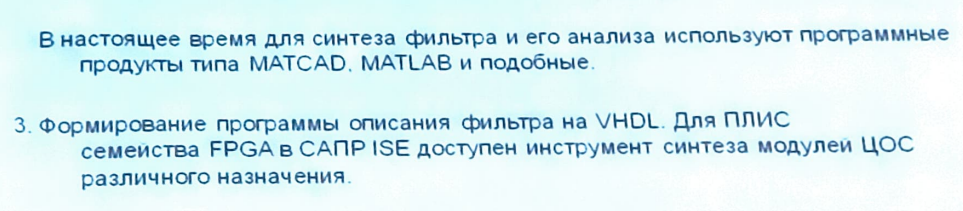 В настоящее время для синтеза фильтра и его анализа используют программные
продукты типа MATCAD, MATLAB и подобные.
3. Формирование программы описания фильтра на VHDL. Для ПЛИС
семейства FPGA в САПР ISE доступен инструмент синтеза модулей ЦОС
различного назначения.